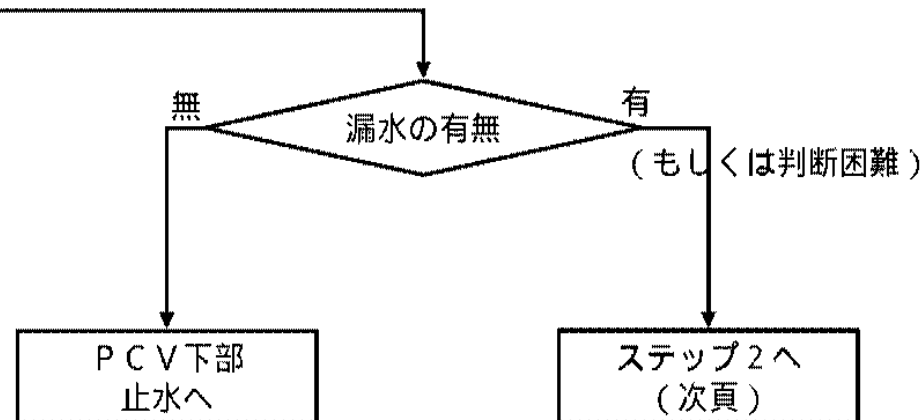 無
有
漏水の有無
(もしくは判断困難)
PCV下部
止水へ
ステップ2へ
(次頁)